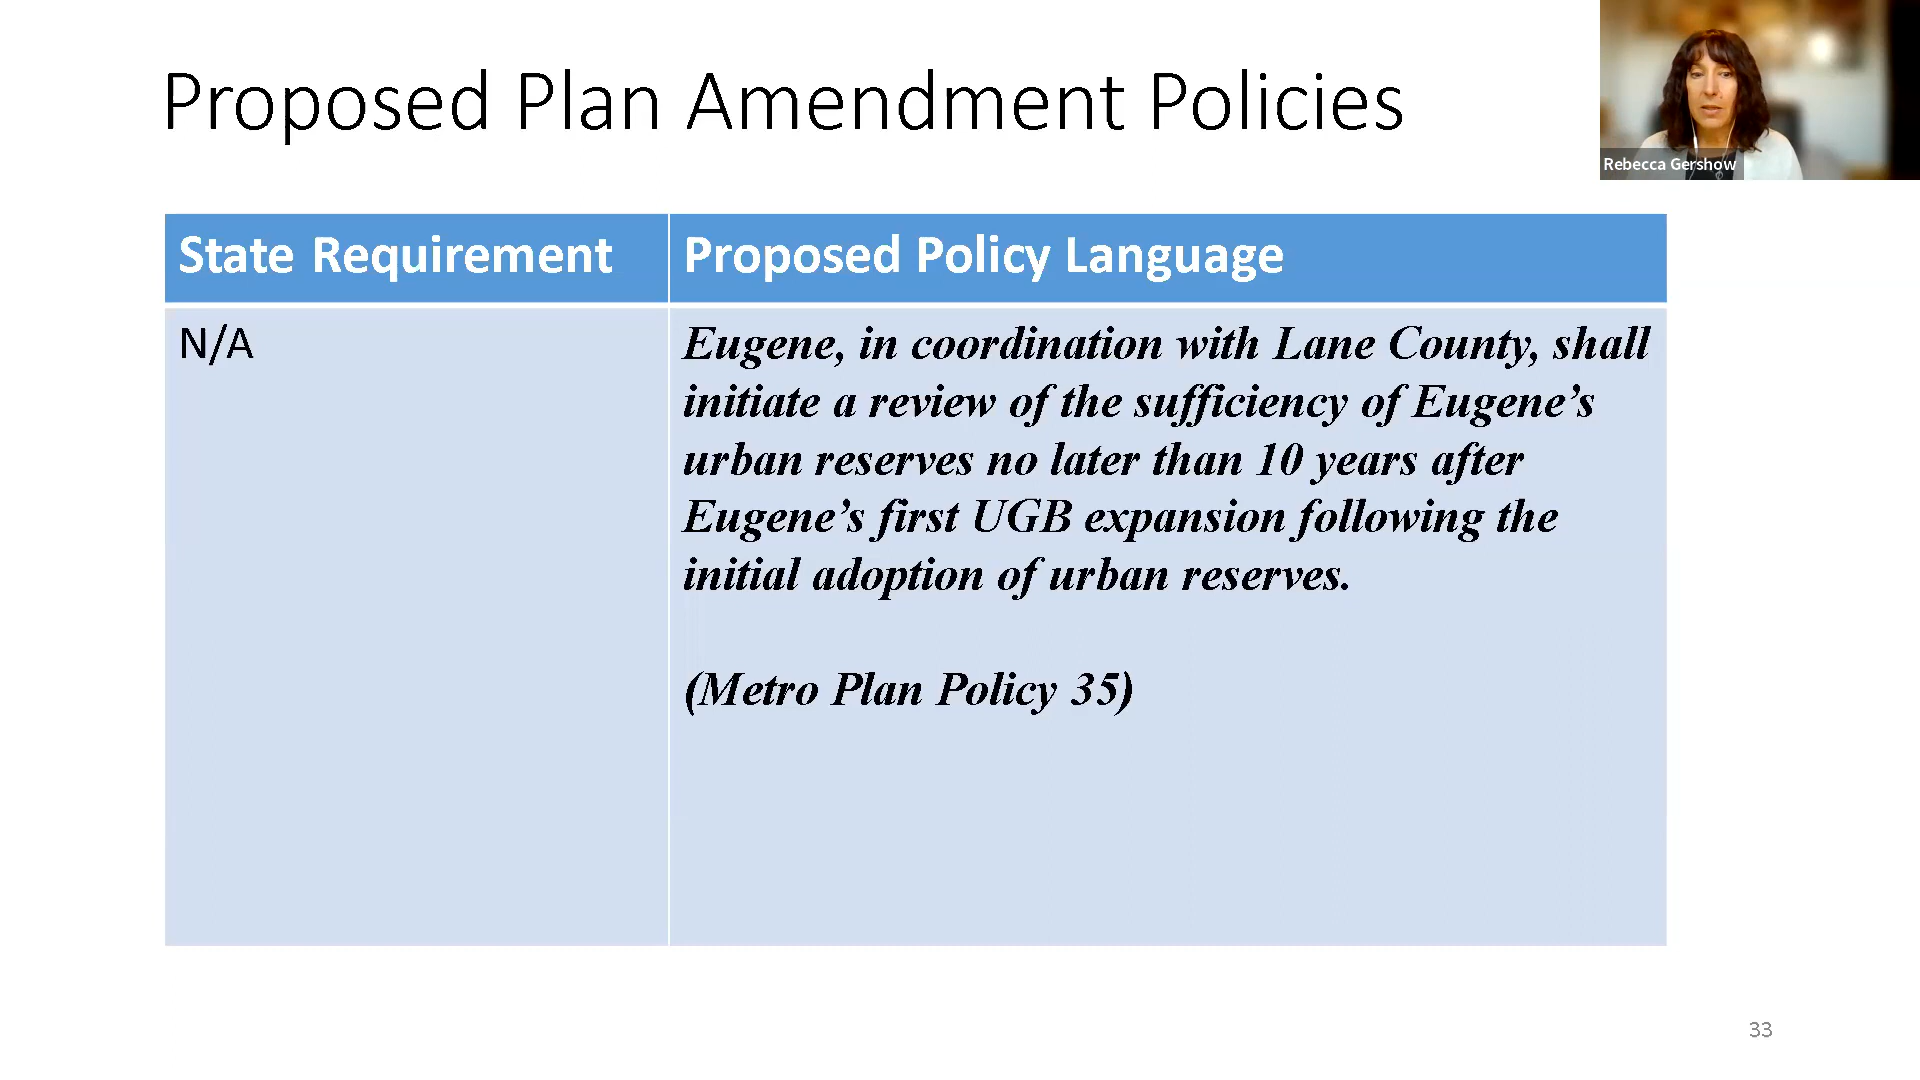 Proposed Plan Amendment Policies
Rebecca Gershow
State Requirement
Proposed Policy Language
N/A
Eugene, in coordination with Lane County, shall
initiate a review of the sufficiency of Eugene’s
urban reserves no later than 10 years after
Eugene’s first UGB expansion following the
initial adoption of urban reserves.
(Metro Plan Policy 35)
33